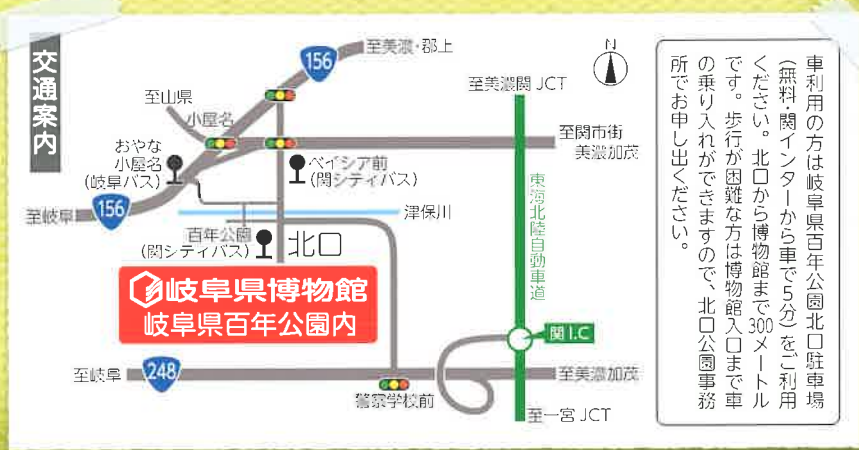 交通案内
156
至美濃・郡上
N
至美濃関JCT
至山県
小屋名
至関市街
美濃加茂
おやな
小屋名
(岐阜バス)
ベイシア前
(関シティバス)
東海北陸自動車道
至岐阜
156
津保川
百年公園
(関シティバス)
北口
岐阜県博物館
岐阜県百年公園内
関I.C
至岐阜
248
至美濃加茂
警察学校前
至一宮JCT
車利用の方は岐阜県百年公園北口駐車場
(無料・関インターから車で5分)をご利用
ください。北口から博物館まで300メートル
です。歩行が困難な方は博物館入口まで車
の乗り入れができますので、北口公園事務
所でお申し出ください。